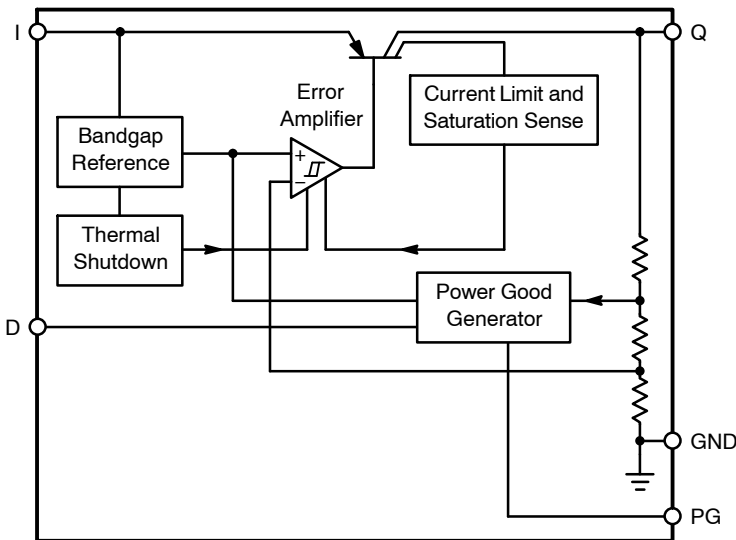 I
Q
Error
Amplifier
Current Limit and
Saturation Sense
Bandgap
Reference
+
−
Thermal
Shutdown
Power Good
Generator
D
GND
PG